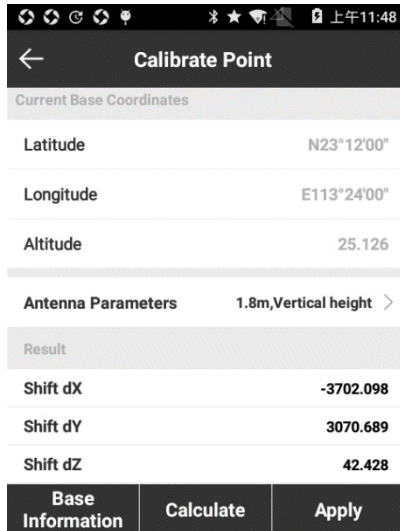 上午11:48
Calibrate Point
Current Base Coordinates
Latitude N23°12'00"
Longitude E113°24'00"
Altitude 25.126
Antenna Parameters 1.8m,Vertical height
Result
Shift dX -3702.098
Shift dY 3070.689
Shift dZ 42.428
Base Information Calculate Apply